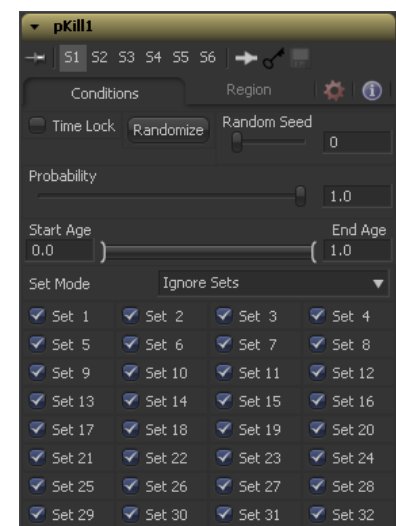 pKill1
S1 S2 S3 S4 S5 S6
Conditions Region
Time Lock Randomize Random Seed
0
Probability
1.0
Start Age End Age
0.0 1.0
Set Mode Ignore Sets
Set 1 Set 2 Set 3 Set 4
Set 5 Set 6 Set 7 Set 8
Set 9 Set 10 Set 11 Set 12
Set 13 Set 14 Set 15 Set 16
Set 17 Set 18 Set 19 Set 20
Set 21 Set 22 Set 23 Set 24
Set 25 Set 26 Set 27 Set 28
Set 29 Set 30 Set 31 Set 32